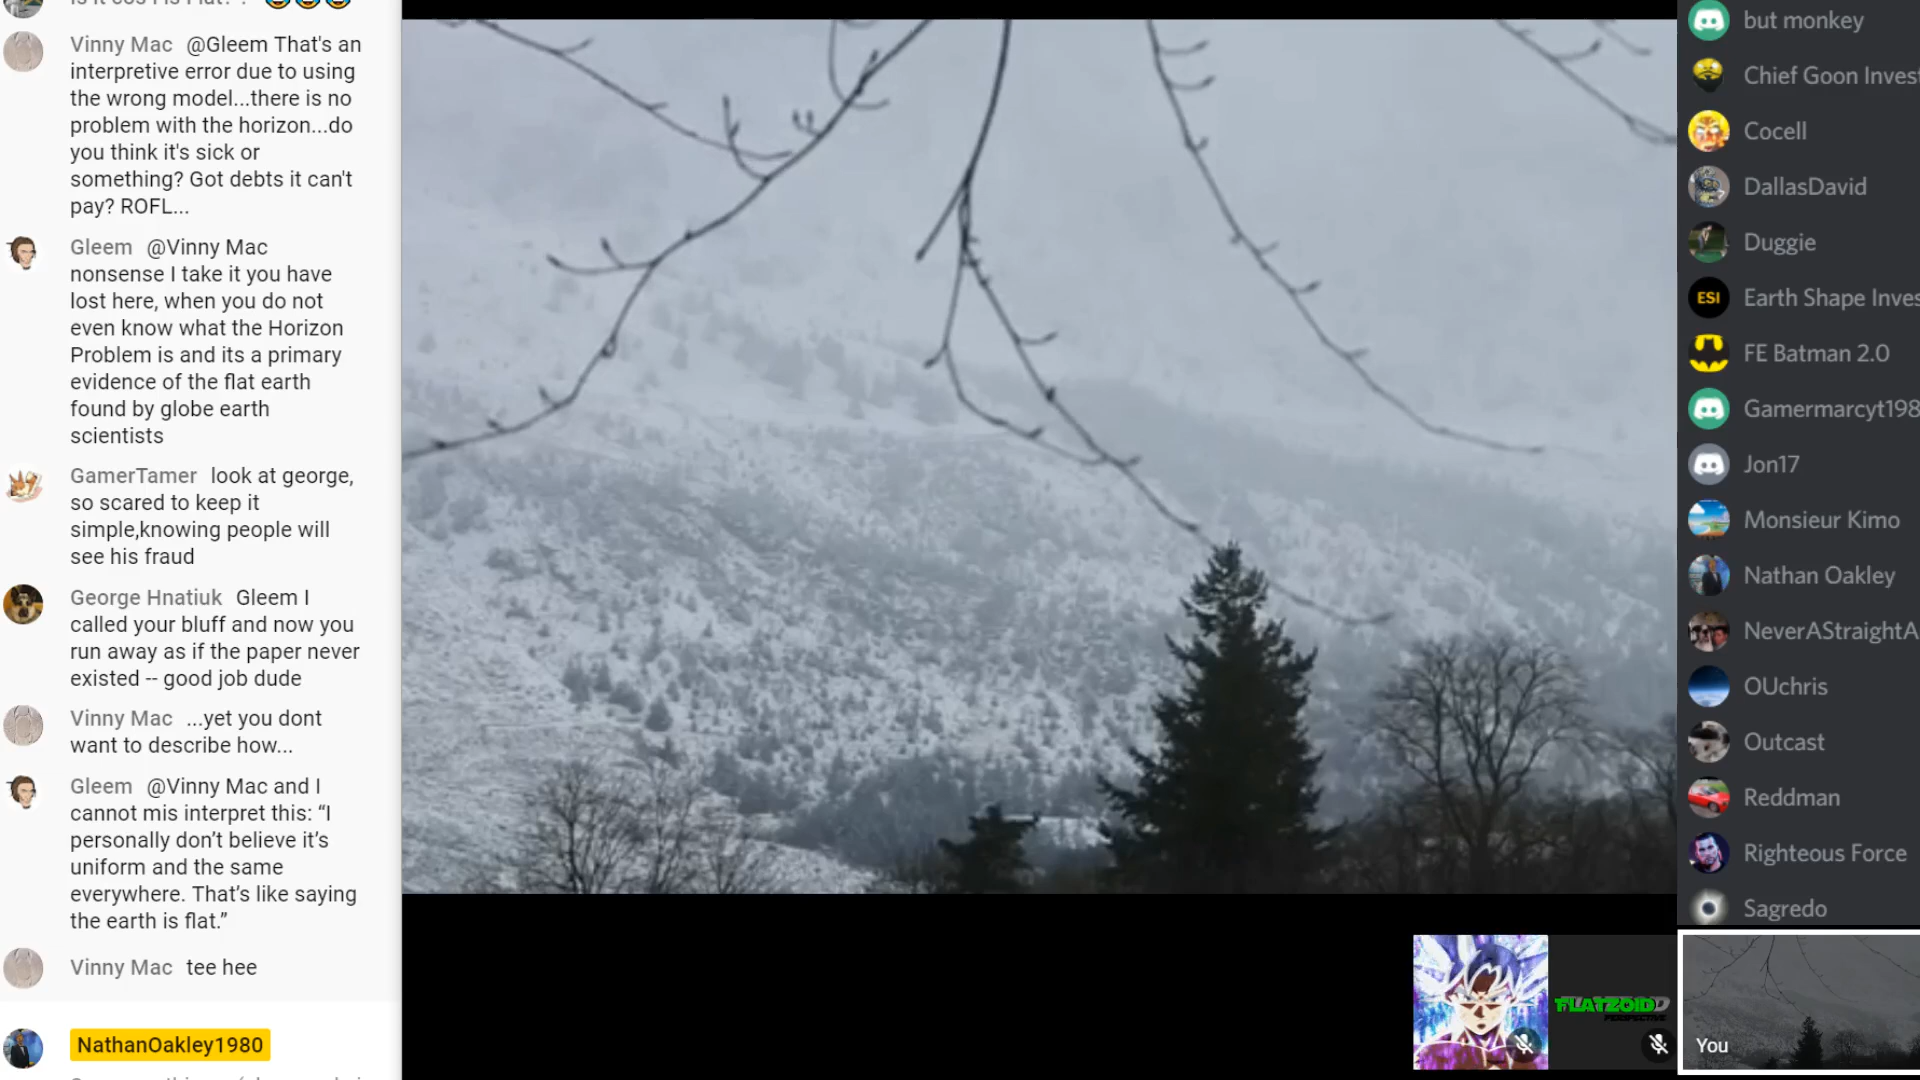 Vinny Mac @Gleem That's an
interpretive error due to using
the wrong model...there is no
problem with the horizon...do
you think it's sick or
something? Got debts it can't
pay? ROFL...
Gleem @Vinny Mac
nonsense I take it you have
lost here, when you do not
even know what the Horizon
Problem is and its a primary
evidence of the flat earth
found by globe earth
scientists
GamerTamer look at george,
so scared to keep it
simple,knowing people will
see his fraud
George Hnatiuk Gleem I
called your bluff and now you
run away as if the paper never
existed -- good job dude
Vinny Mac ...yet you dont
want to describe how...
Gleem @Vinny Mac and I
cannot mis interpret this: “I
personally don’t believe it’s
uniform and the same
everywhere. That’s like saying
the earth is flat.”
Vinny Mac tee hee
NathanOakley1980
but monkey
Chief Goon Invest
Cocell
DallasDavid
Duggie
ESI Earth Shape Inves
FE Batman 2.0
Gamermarcyt198
Jon17
Monsieur Kimo
Nathan Oakley
NeverAStraightA
OUchris
Outcast
Reddman
Righteous Force
Sagredo
FLATZOID
PERSPECTIVE
You